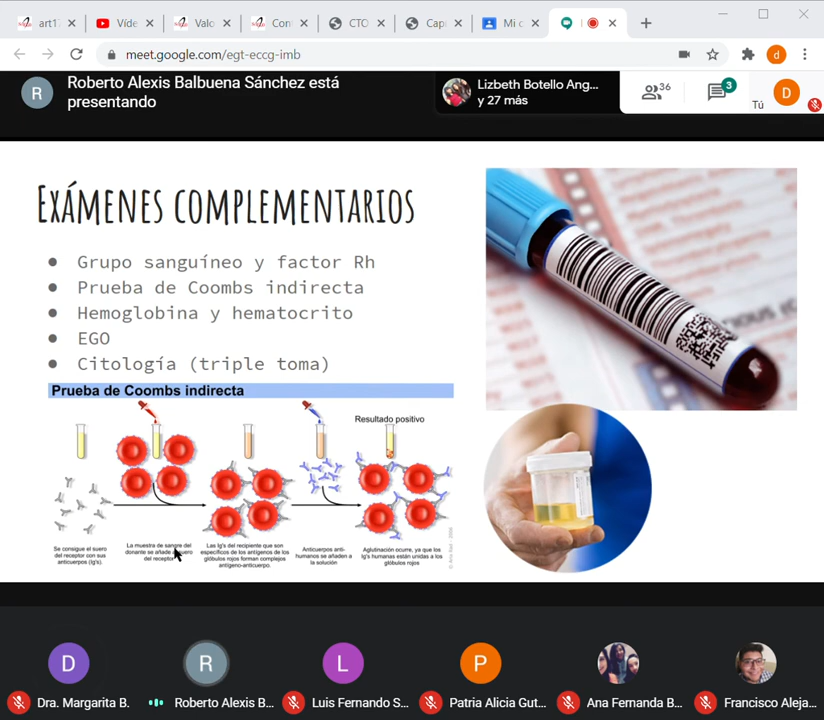 art1
Víde
Valo
Con
CTO
Cap
Mi c
meet.google.com/egt-eccg-imb
d
R
Roberto Alexis Balbuena Sánchez está
presentando
Lizbeth Botello Ang...
y 27 más
36
3
Tú
D
EXÁMENES COMPLEMENTARIOS
● Grupo sanguíneo y factor Rh
● Prueba de Coombs indirecta
● Hemoglobina y hematocrito
● EGO
● Citología (triple toma)
Prueba de Coombs indirecta
Resultado positivo
Se consigue el suero
del receptor con sus
anticuerpos (Ig's).
La muestra de sangre del
donante se añade suero
del receptor
Las Ig's del recipiente que son
específicos de los antígenos de los
glóbulos rojos forman complejos
antígeno-anticuerpo.
Anticuerpos anti-
humanos se añaden a
la solución
Aglutinación ocurre, ya que los
Ig's humanas están unidas a los
glóbulos rojos
D
R
L
P
Dra. Margarita B.
Roberto Alexis B...
Luis Fernando S...
Patria Alicia Gut...
Ana Fernanda B...
Francisco Aleja...